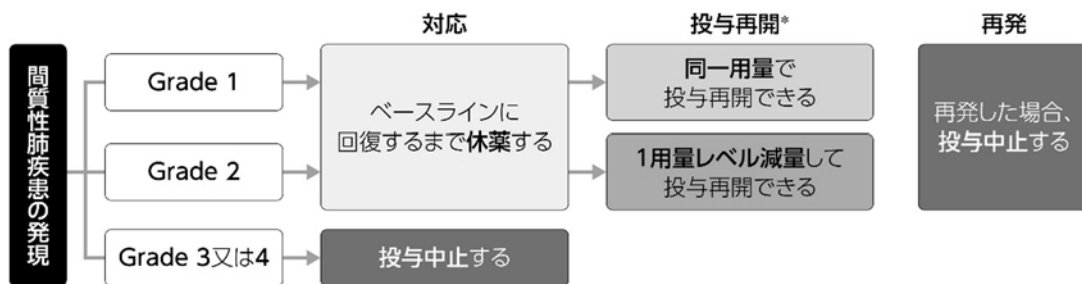 対応
投与再開*
再発
間質性肺疾患の発現
Grade 1
ベースラインに
回復するまで休薬する
同一用量で
投与再開できる
Grade 2
1用量レベル減量して
投与再開できる
再発した場合、
投与中止する
Grade 3又は4
投与中止する